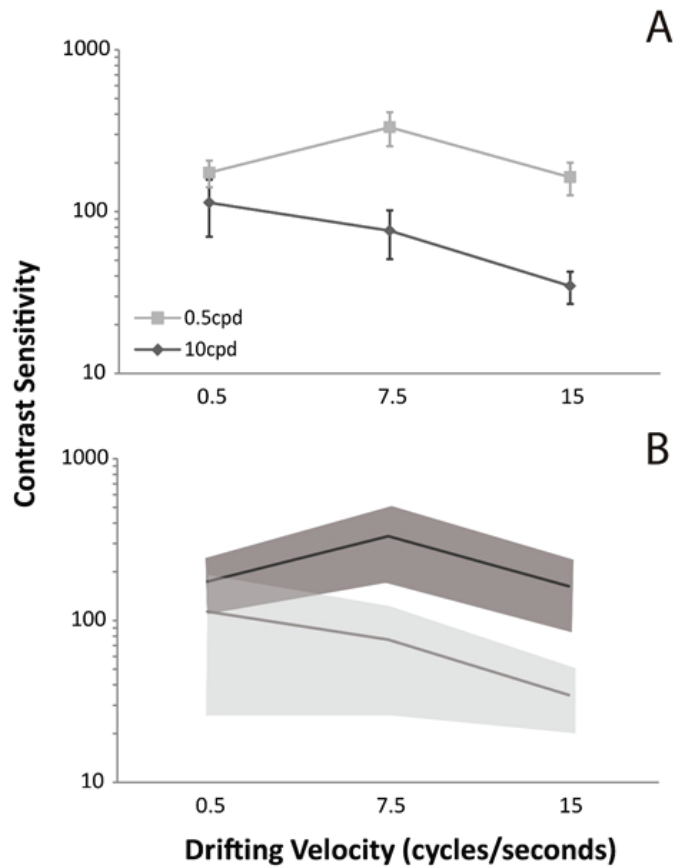 A
1000
100
10
0.5cpd
10cpd
0.5 7.5 15
Contrast Sensitivity
B
1000
100
10
0.5 7.5 15
Drifting Velocity (cycles/seconds)